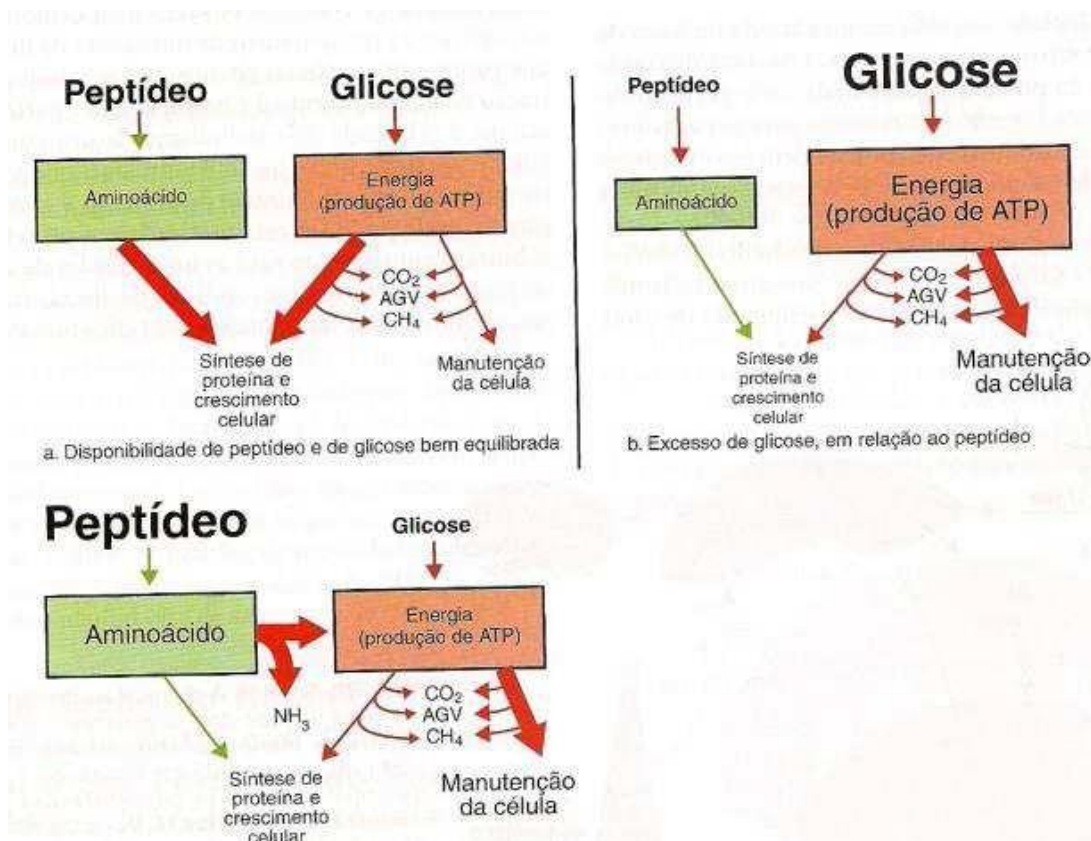 Peptídeo
Glicose
Aminoácido
Energia
(produção de ATP)
CO2
AGV
CH4
Síntese de
proteína e
crescimento
celular
Manutenção
da célula
a. Disponibilidade de peptídeo e de glicose bem equilibrada
Peptídeo
Glicose
Aminoácido
Energia
(produção de ATP)
CO2
AGV
CH4
Síntese de
proteína e
crescimento
celular
Manutenção
da célula
b. Excesso de glicose, em relação ao peptídeo
Peptídeo
Glicose
Aminoácido
Energia
(produção de ATP)
NH3
CO2
AGV
CH4
Síntese de
proteína e
crescimento
celular
Manutenção
da célula